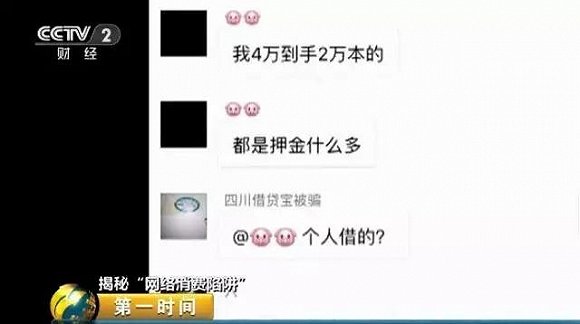 CCTV 2
财经
我4万到手2万本的
都是押金什么多
四川借贷宝被骗
@🐽🐽 个人借的？
揭秘“网络消费陷阱”
第一时间